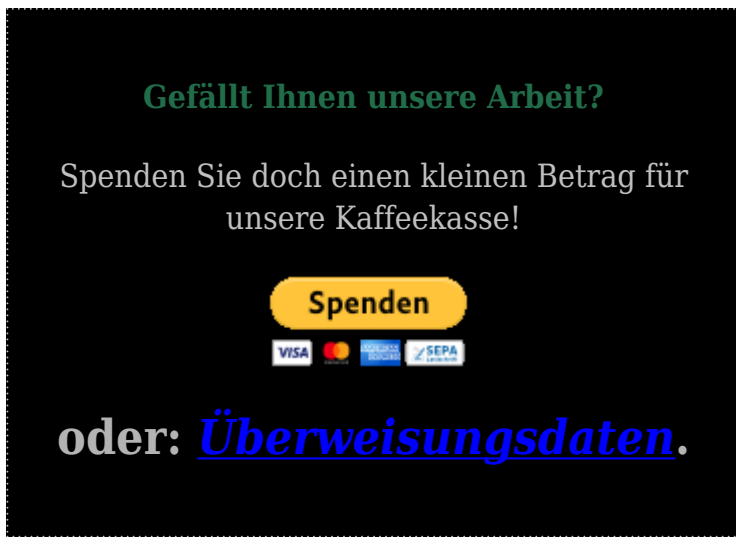 Gefällt Ihnen unsere Arbeit?
Spenden Sie doch einen kleinen Betrag für
unsere Kaffeekasse!
Spenden
VISA
SEPA
oder: Überweisungsdaten.